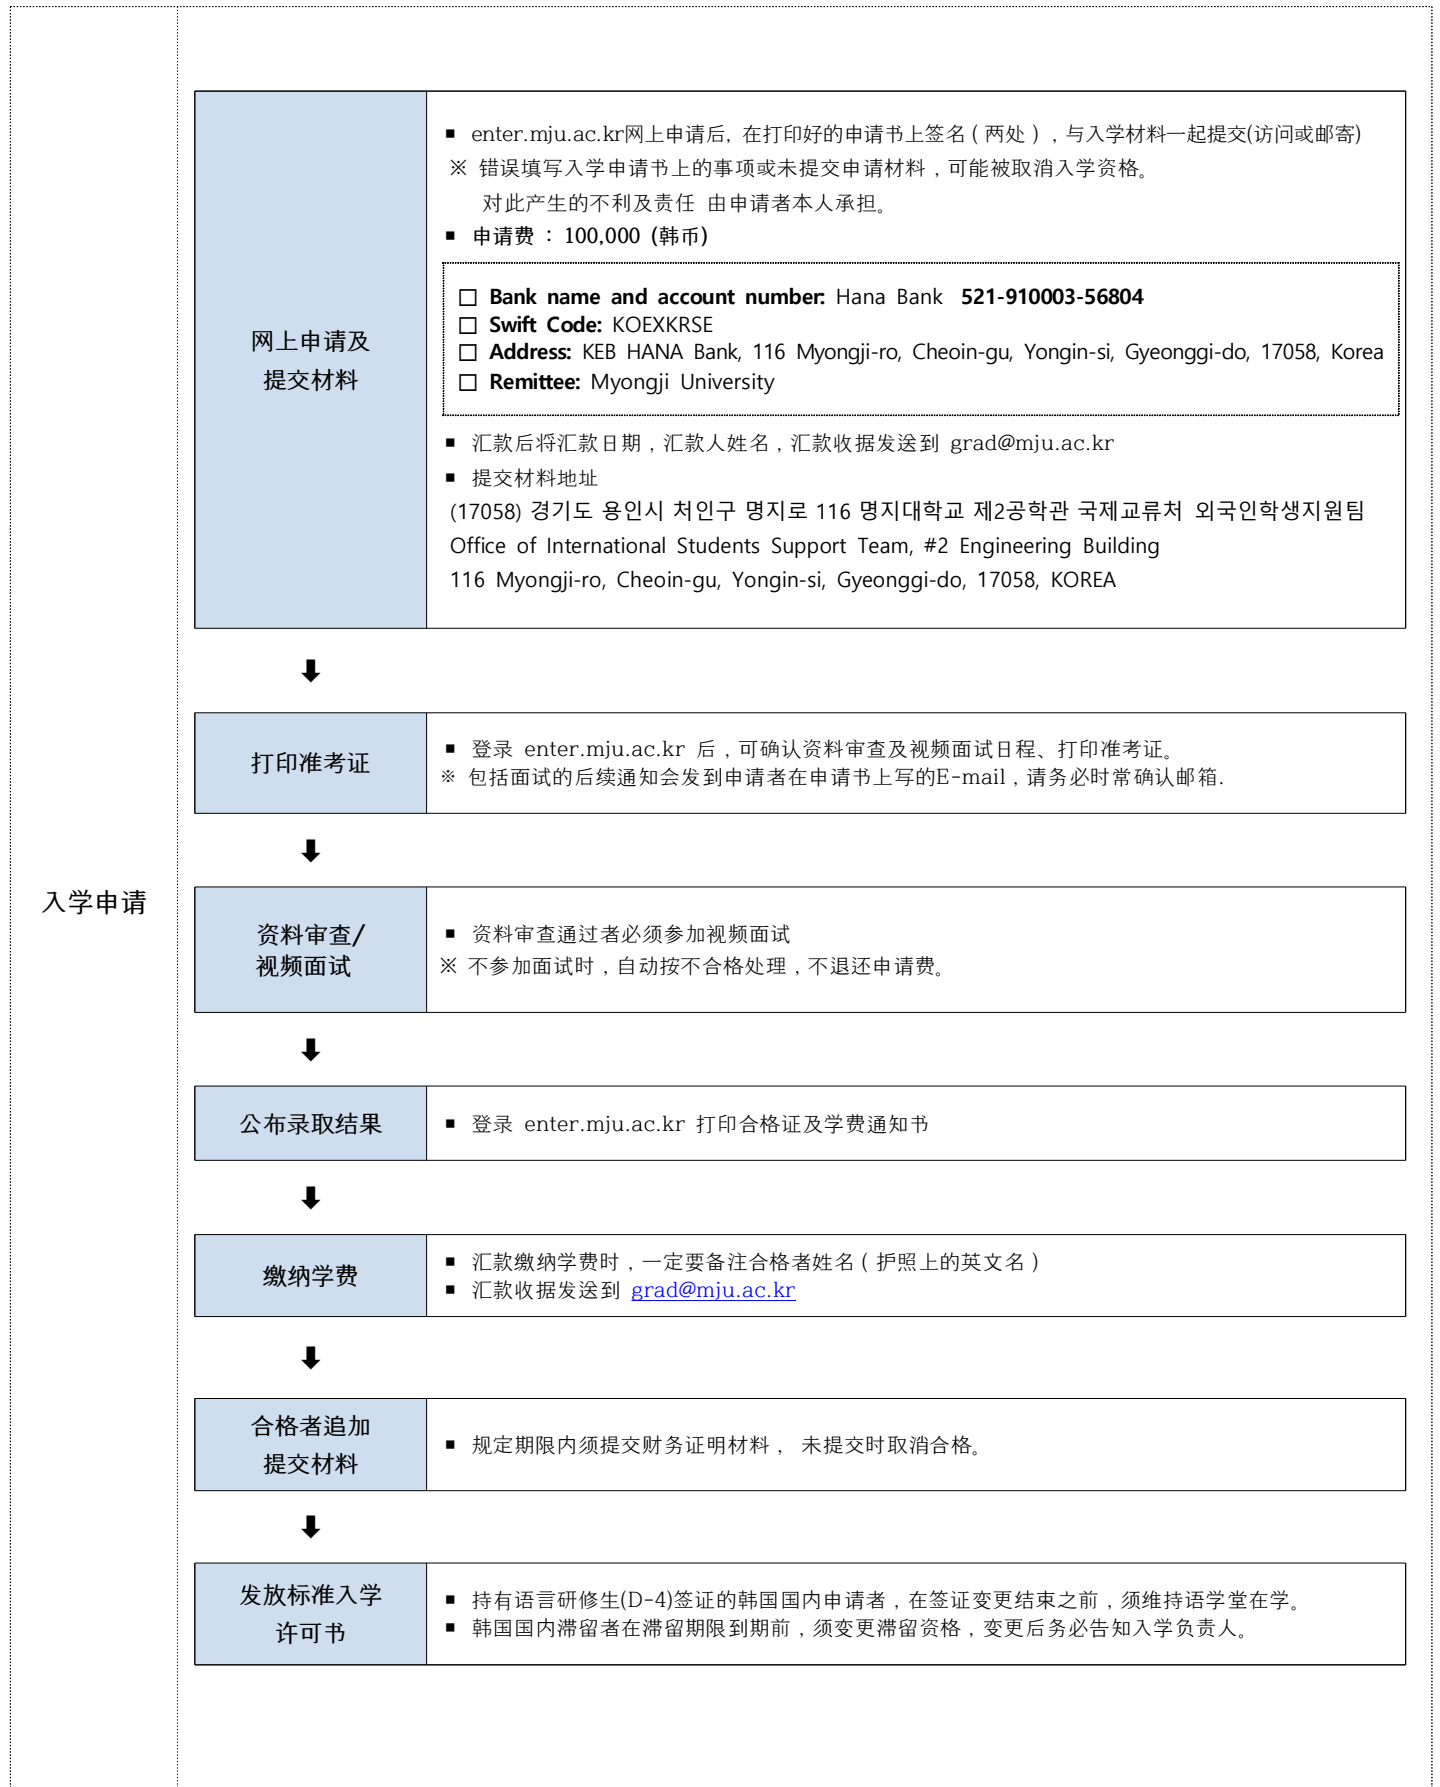 入学申请
网上申请及
提交材料
■ enter.mju.ac.kr网上申请后, 在打印好的申请书上签名 ( 两处 ) , 与入学材料一起提交(访问或邮寄)
※ 错误填写入学申请书上的事项或未提交申请材料 , 可能被取消入学资格。
对此产生的不利及责任 由申请者本人承担。
■ 申请费 : 100,000 (韩币)
□ Bank name and account number: Hana Bank 521-910003-56804
□ Swift Code: KOEXKRSE
□ Address: KEB HANA Bank, 116 Myongji-ro, Cheoin-gu, Yongin-si, Gyeonggi-do, 17058, Korea
□ Remittee: Myongji University
■ 汇款后将汇款日期 , 汇款人姓名 , 汇款收据发送到 grad@mju.ac.kr
■ 提交材料地址
(17058) 경기도 용인시 처인구 명지로 116 명지대학교 제2공학관 국제교류처 외국인학생지원팀
Office of International Students Support Team, #2 Engineering Building
116 Myongji-ro, Cheoin-gu, Yongin-si, Gyeonggi-do, 17058, KOREA
⬇
打印准考证
■ 登录 enter.mju.ac.kr 后 , 可确认资料审查及视频面试日程、打印准考证。
※ 包括面试的后续通知会发到申请者在申请书上写的E-mail , 请务必时常确认邮箱.
⬇
资料审查/
视频面试
■ 资料审查通过者必须参加视频面试
※ 不参加面试时 , 自动按不合格处理 , 不退还申请费。
⬇
公布录取结果
■ 登录 enter.mju.ac.kr 打印合格证及学费通知书
⬇
缴纳学费
■ 汇款缴纳学费时 , 一定要备注合格者姓名 ( 护照上的英文名 )
■ 汇款收据发送到 grad@mju.ac.kr
⬇
合格者追加
提交材料
■ 规定期限内须提交财务证明材料 , 未提交时取消合格。
⬇
发放标准入学
许可书
■ 持有语言研修生(D-4)签证的韩国国内申请者 , 在签证变更结束之前 , 须维持语学堂在学。
■ 韩国国内滞留者在滞留期限到期前 , 须变更滞留资格 , 变更后务必告知入学负责人。